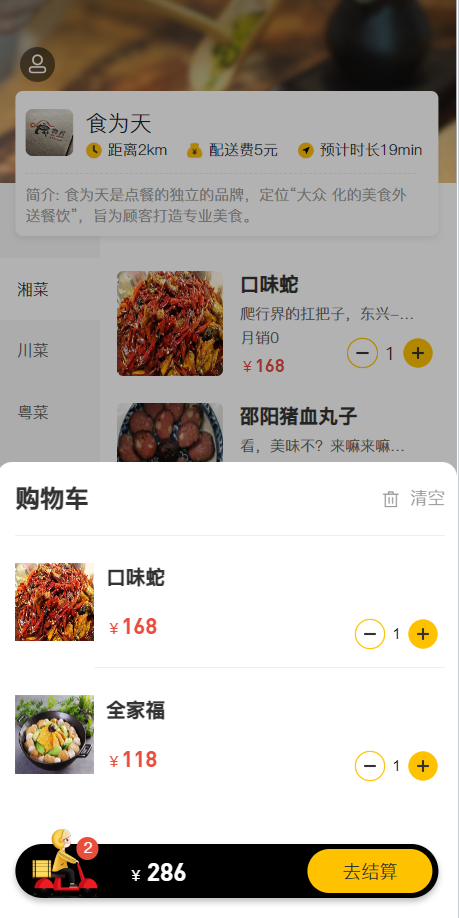 食为天
距离2km 配送费5元 预计时长19min
简介: 食为天是点餐的独立的品牌，定位“大众 化的美食外
送餐饮”，旨为顾客打造专业美食。
湘菜
川菜
粤菜
口味蛇
爬行界的扛把子，东兴-...
月销0
￥168
1
邵阳猪血丸子
看，美味不？来嘛来嘛...
购物车
清空
口味蛇
￥168
1
全家福
￥118
1
2
￥ 286
去结算